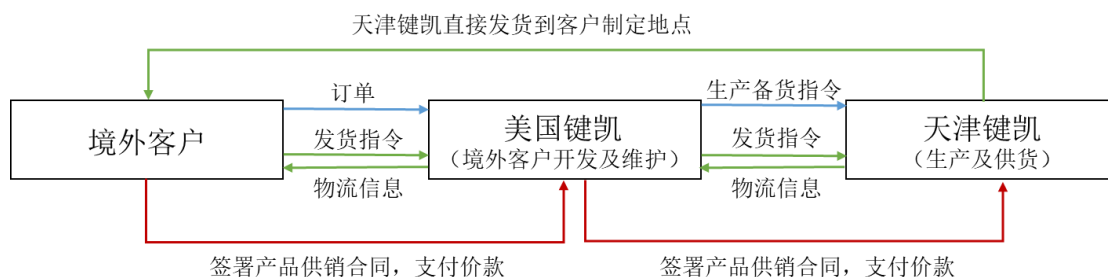 天津键凯直接发货到客户制定地点
订单
生产备货指令
境外客户
美国键凯
（境外客户开发及维护）
天津键凯
（生产及供货）
发货指令
发货指令
物流信息
物流信息
签署产品供销合同，支付价款
签署产品供销合同，支付价款